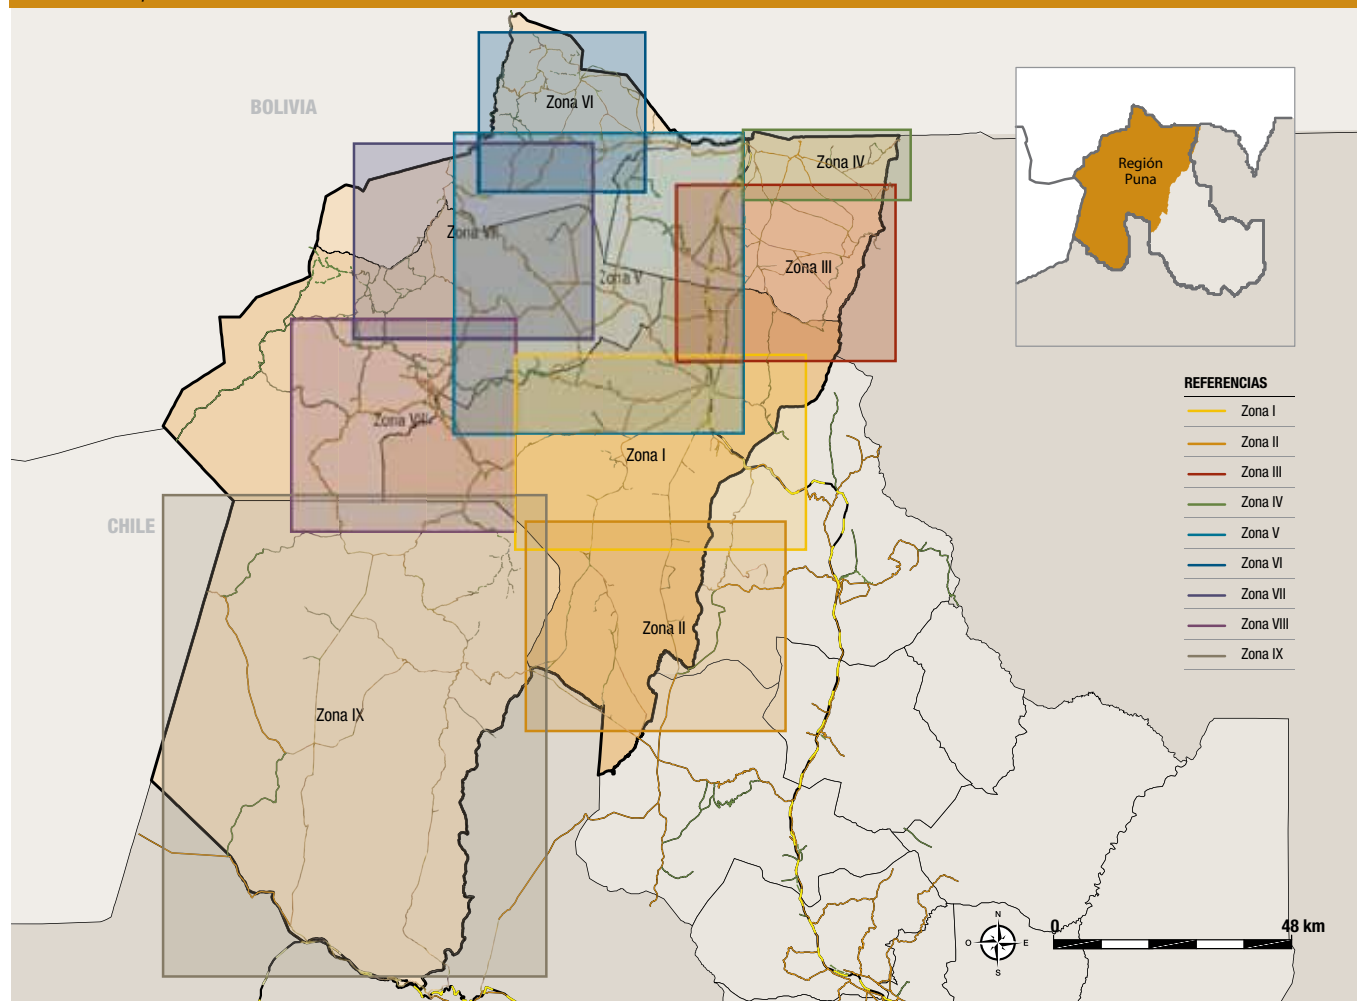 BOLIVIA
Zona VI
Zona IV
Región
Puna
Zona VII
Zona III
Zona V
REFERENCIAS
Zona I
Zona II
Zona III
Zona IV
Zona V
Zona VI
Zona VII
Zona VIII
Zona IX
Zona VIII
Zona I
CHILE
Zona II
Zona IX
N
O
E
S
0
48 km